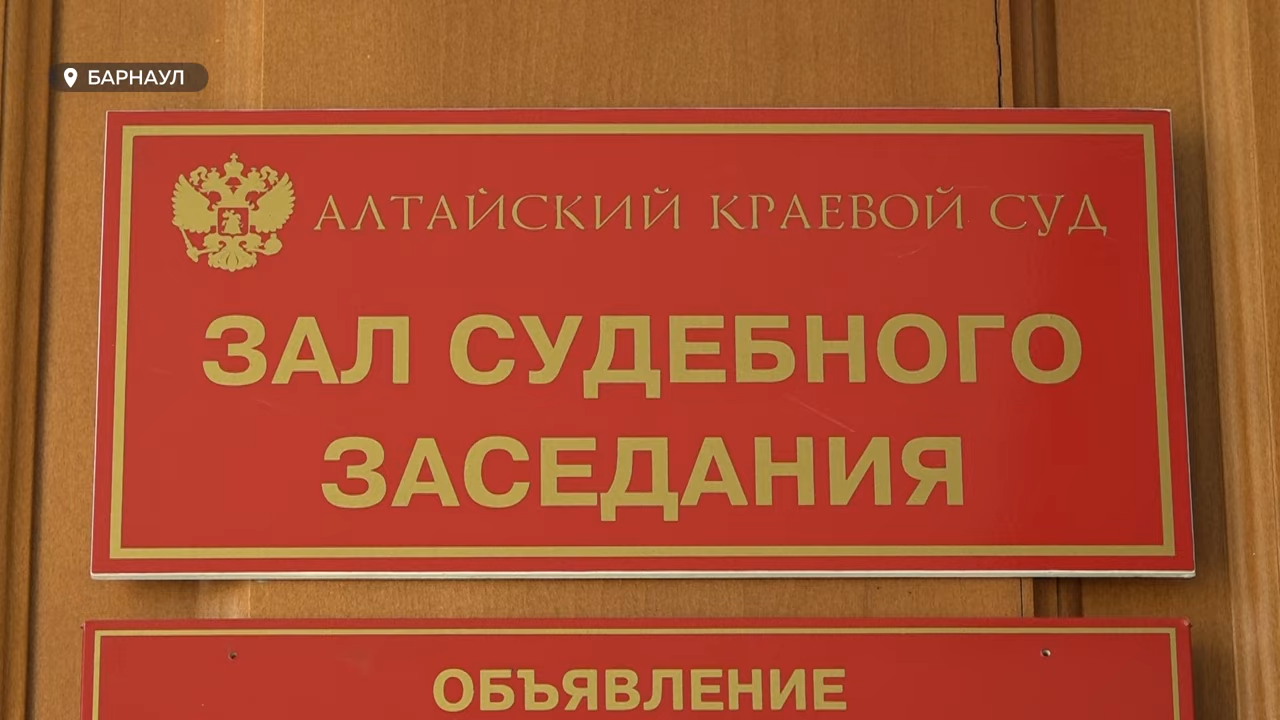 БАРНАУЛ
АЛТАЙСКИЙ КРАЕВОЙ СУД
ЗАЛ СУДЕБНОГО
ЗАСЕДАНИЯ
ОБЪЯВЛЕНИЕ